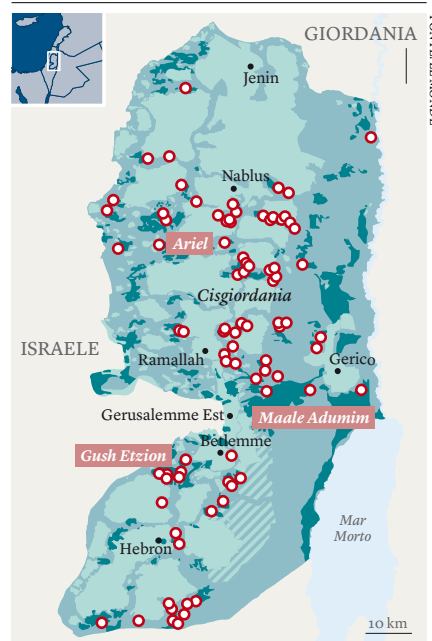 GIORDANIA
Jenin
Nablus
Ariel
Cisgiordania
ISRAELE
Ramallah
Gerico
Gerusalemme Est
Maale Adumim
Gush Etzion
Betlemme
Mar
Morto
Hebron
10 km